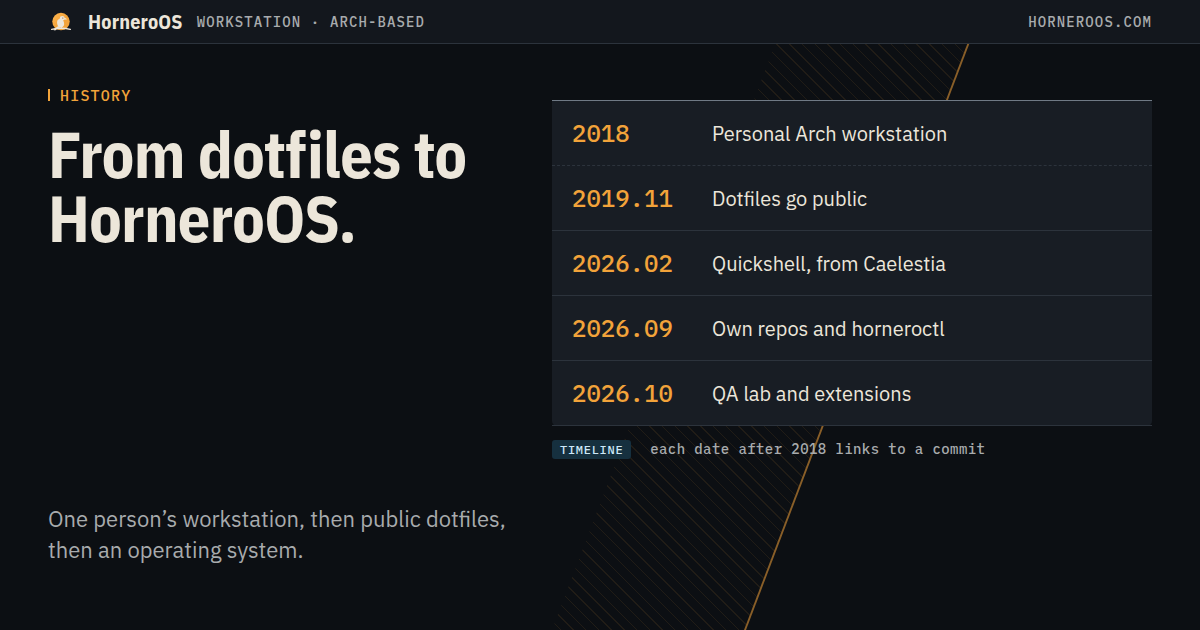 HorneroOS WORKSTATION · ARCH-BASED
HORNEROOS.COM
HISTORY
From dotfiles to
HorneroOS.
2018 Personal Arch workstation
2019.11 Dotfiles go public
2026.02 Quickshell, from Caelestia
2026.09 Own repos and horneroctl
2026.10 QA lab and extensions
TIMELINE each date after 2018 links to a commit
One person’s workstation, then public dotfiles,
then an operating system.